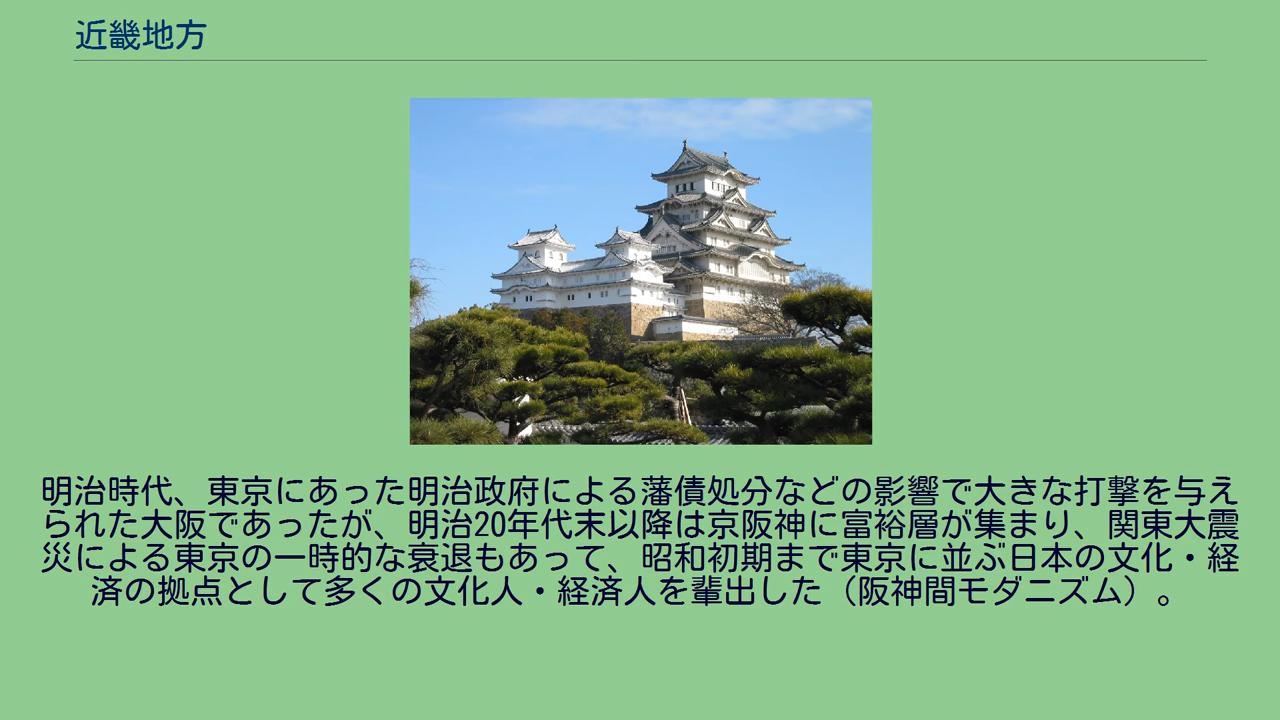 近畿地方
明治時代、東京にあった明治政府による藩債処分などの影響で大きな打撃を与え
られた大阪であったが、明治20年代末以降は京阪神に富裕層が集まり、関東大震
災による東京の一時的な衰退もあって、昭和初期まで東京に並ぶ日本の文化・経
済の拠点として多くの文化人・経済人を輩出した（阪神間モダニズム）。